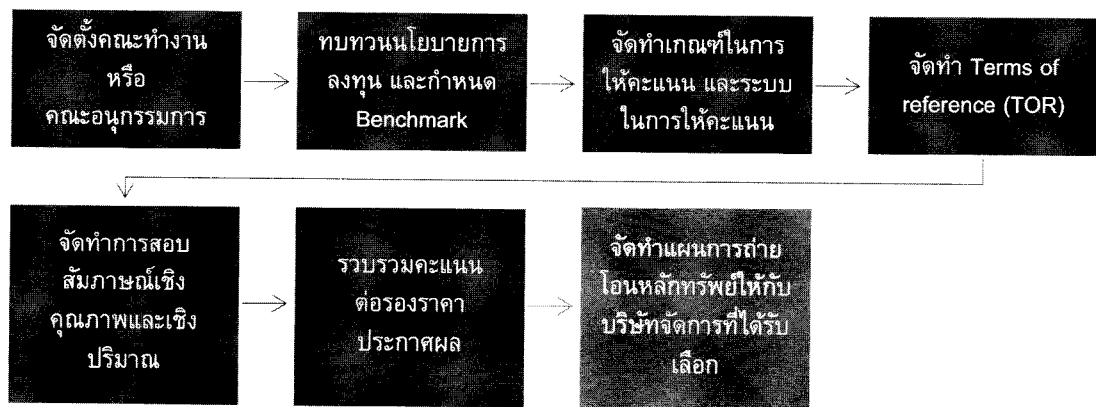 จัดตั้งคณะทำงาน
หรือ
คณะอนุกรรมการ
ทบทวนนโยบายการ
ลงทุน และกำหนด
Benchmark
จัดทำเกณฑ์ในการ
ให้คะแนน และระบบ
ในการให้คะแนน
จัดทำ Terms of
reference (TOR)
จัดทำการสอบ
สัมภาษณ์เชิง
คุณภาพและเชิง
ปริมาณ
รวบรวมคะแนน
ต่อรองราคา
ประกาศผล
จัดทำแผนการถ่าย
โอนหลักทรัพย์ให้กับ
บริษัทจัดการที่ได้รับ
เลือก